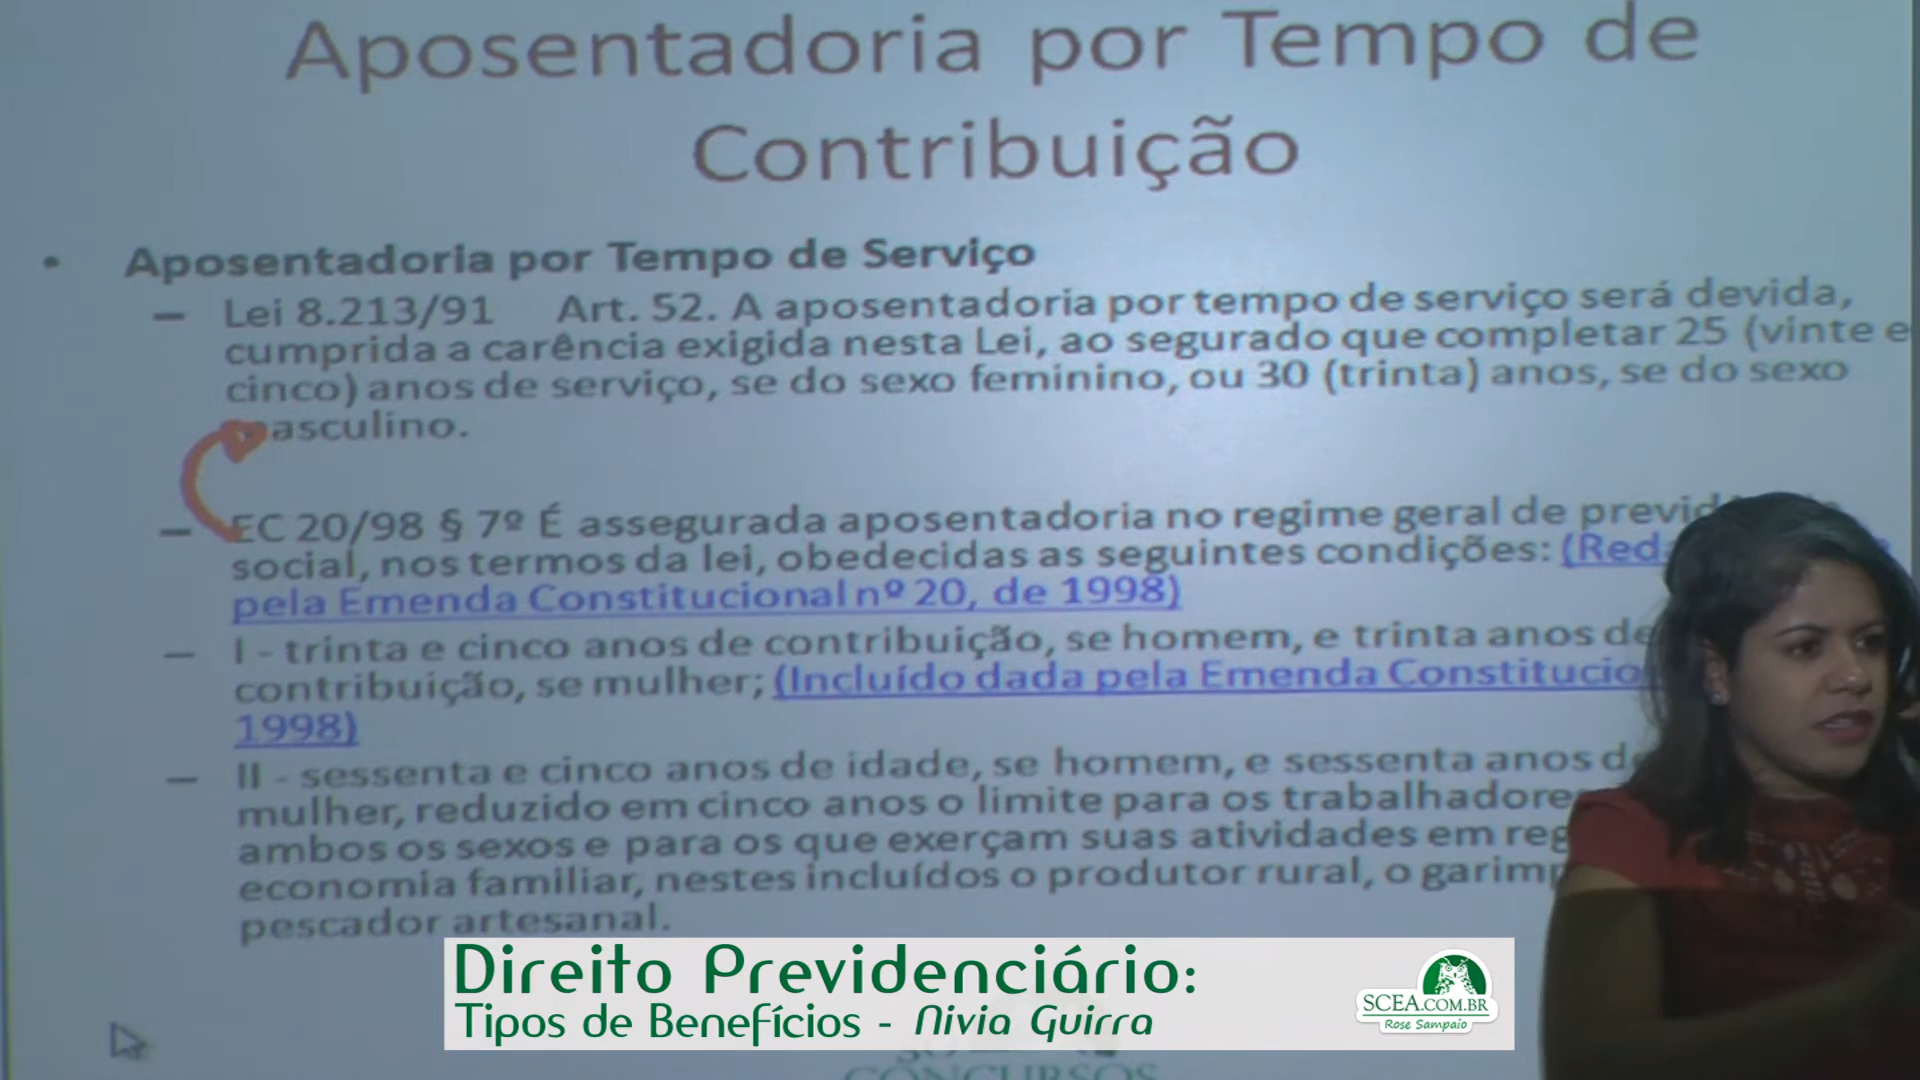 Aposentadoria por Tempo de
Contribuição
• Aposentadoria por Tempo de Serviço
– Lei 8.213/91 Art. 52. A aposentadoria por tempo de serviço será devida,
cumprida a carência exigida nesta Lei, ao segurado que completar 25 (vinte e
cinco) anos de serviço, se do sexo feminino, ou 30 (trinta) anos, se do sexo
masculino.
– EC 20/98 § 7º É assegurada aposentadoria no regime geral de
social, nos termos da lei, obedecidas as seguintes condições:
pela Emenda Constitucional nº 20, de 1998)
– I - trinta e cinco anos de contribuição, se homem, e trinta anos de
contribuição, se mulher; (Incluído dada pela Emenda
1998)
– II - sessenta e cinco anos de idade, se homem, e sessenta anos
mulher, reduzido em cinco anos o limite para os
ambos os sexos e para os que exerçam suas atividades em
economia familiar, nestes incluídos o produtor rural, o
pescador artesanal.
Direito Previdenciário:
Tipos de Benefícios - Nivia Guirra
SCEA.COM.BR
Rose Sampaio
CONCURSOS